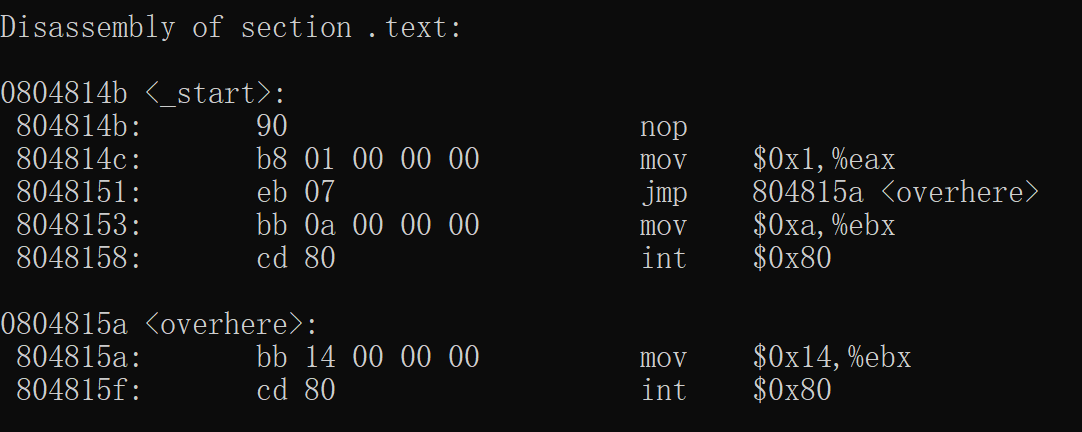 Disassembly of section .text:
0804814b <_start>:
804814b: 90 nop
804814c: b8 01 00 00 00 mov $0x1,%eax
8048151: eb 07 jmp 804815a <overhere>
8048153: bb 0a 00 00 00 mov $0xa,%ebx
8048158: cd 80 int $0x80
0804815a <overhere>:
804815a: bb 14 00 00 00 mov $0x14,%ebx
804815f: cd 80 int $0x80